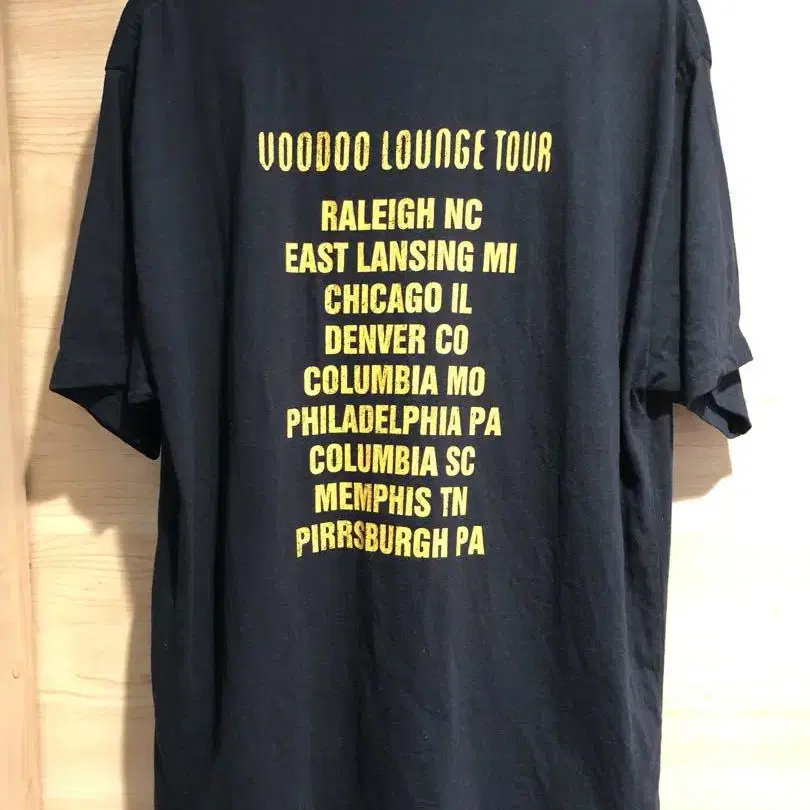 VOODOO LOUNGE TOUR
RALEIGH NC
EAST LANSING MI
CHICAGO IL
DENVER CO
COLUMBIA MO
PHILADELPHIA PA
COLUMBIA SC
MEMPHIS TN
PIRRSBURGH PA